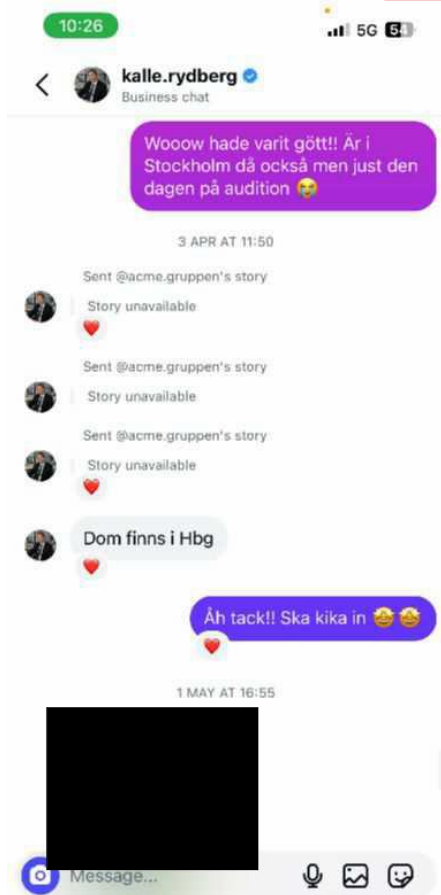 10:26
5G 54
kalle.rydberg
Business chat
Wooow hade varit gött!! Är i
Stockholm då också men just den
dagen på audition 😭
3 APR AT 11:50
Sent @acme.gruppen's story
Story unavailable
❤️
Sent @acme.gruppen's story
Story unavailable
Sent @acme.gruppen's story
Story unavailable
❤️
Dom finns i Hbg
❤️
Åh tack!! Ska kika in 🤩🤩
❤️
1 MAY AT 16:55
Message...